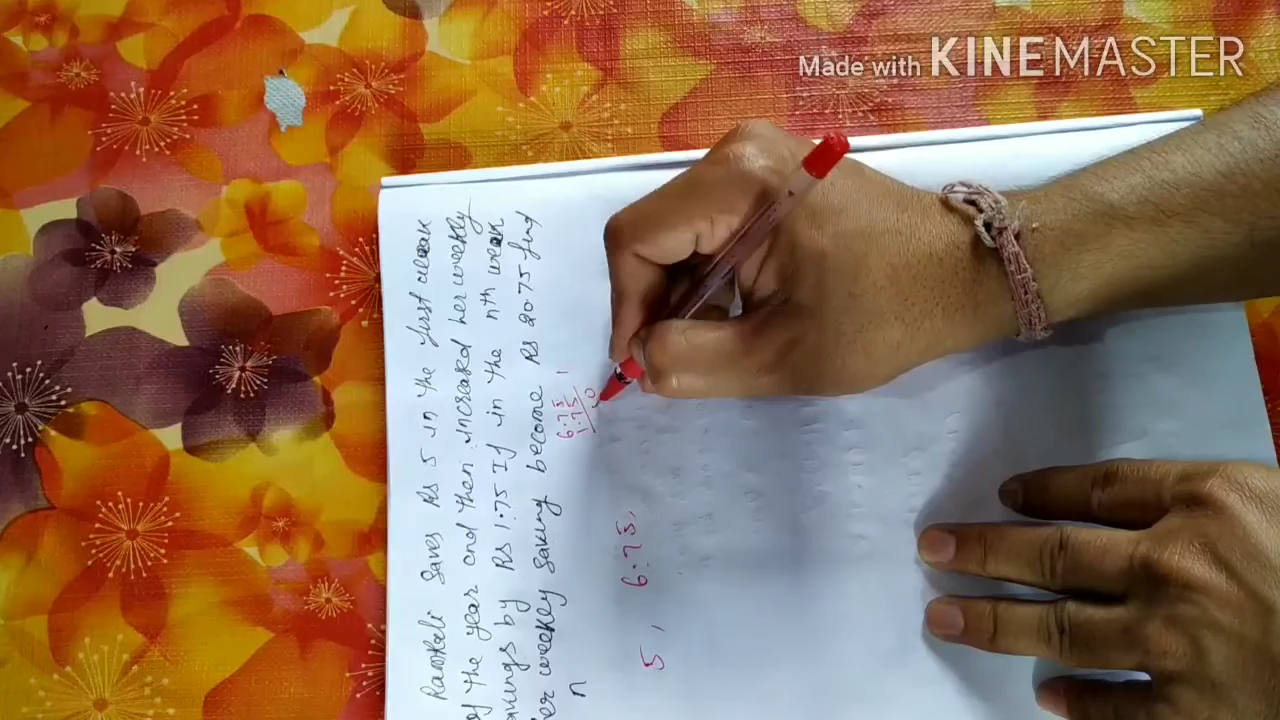 Made with KINEMASTER
Ramkali Saves Rs 5 in the first
of the year and then increased her weekly
savings by Rs 1.75 If in the nth week
her weekly saving become Rs 20.75 find
n
6.75
1.75
0
5, 6.75,